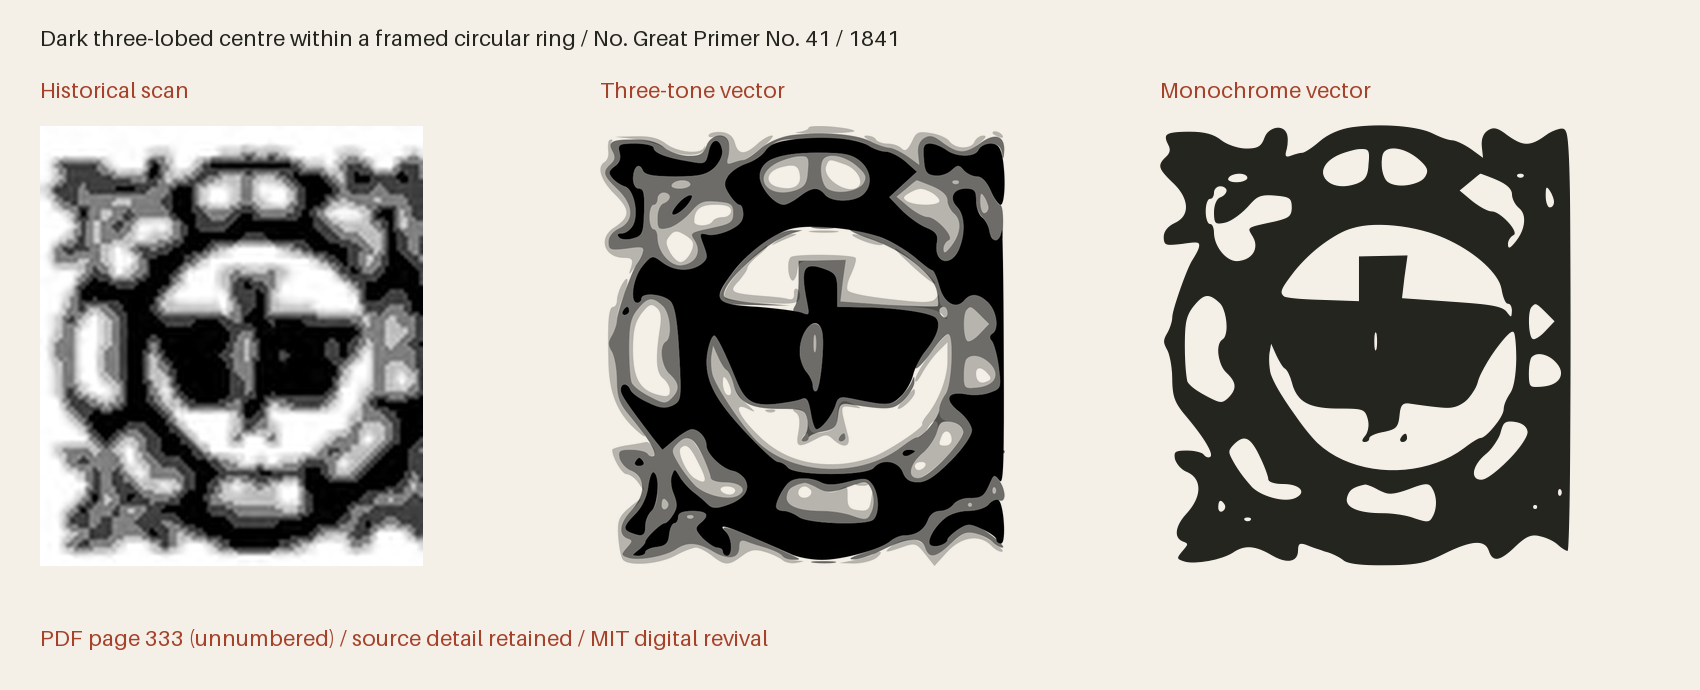 Dark three-lobed centre within a framed circular ring / No. Great Primer No. 41 / 1841
Historical scan
Three-tone vector
Monochrome vector
PDF page 333 (unnumbered) / source detail retained / MIT digital revival